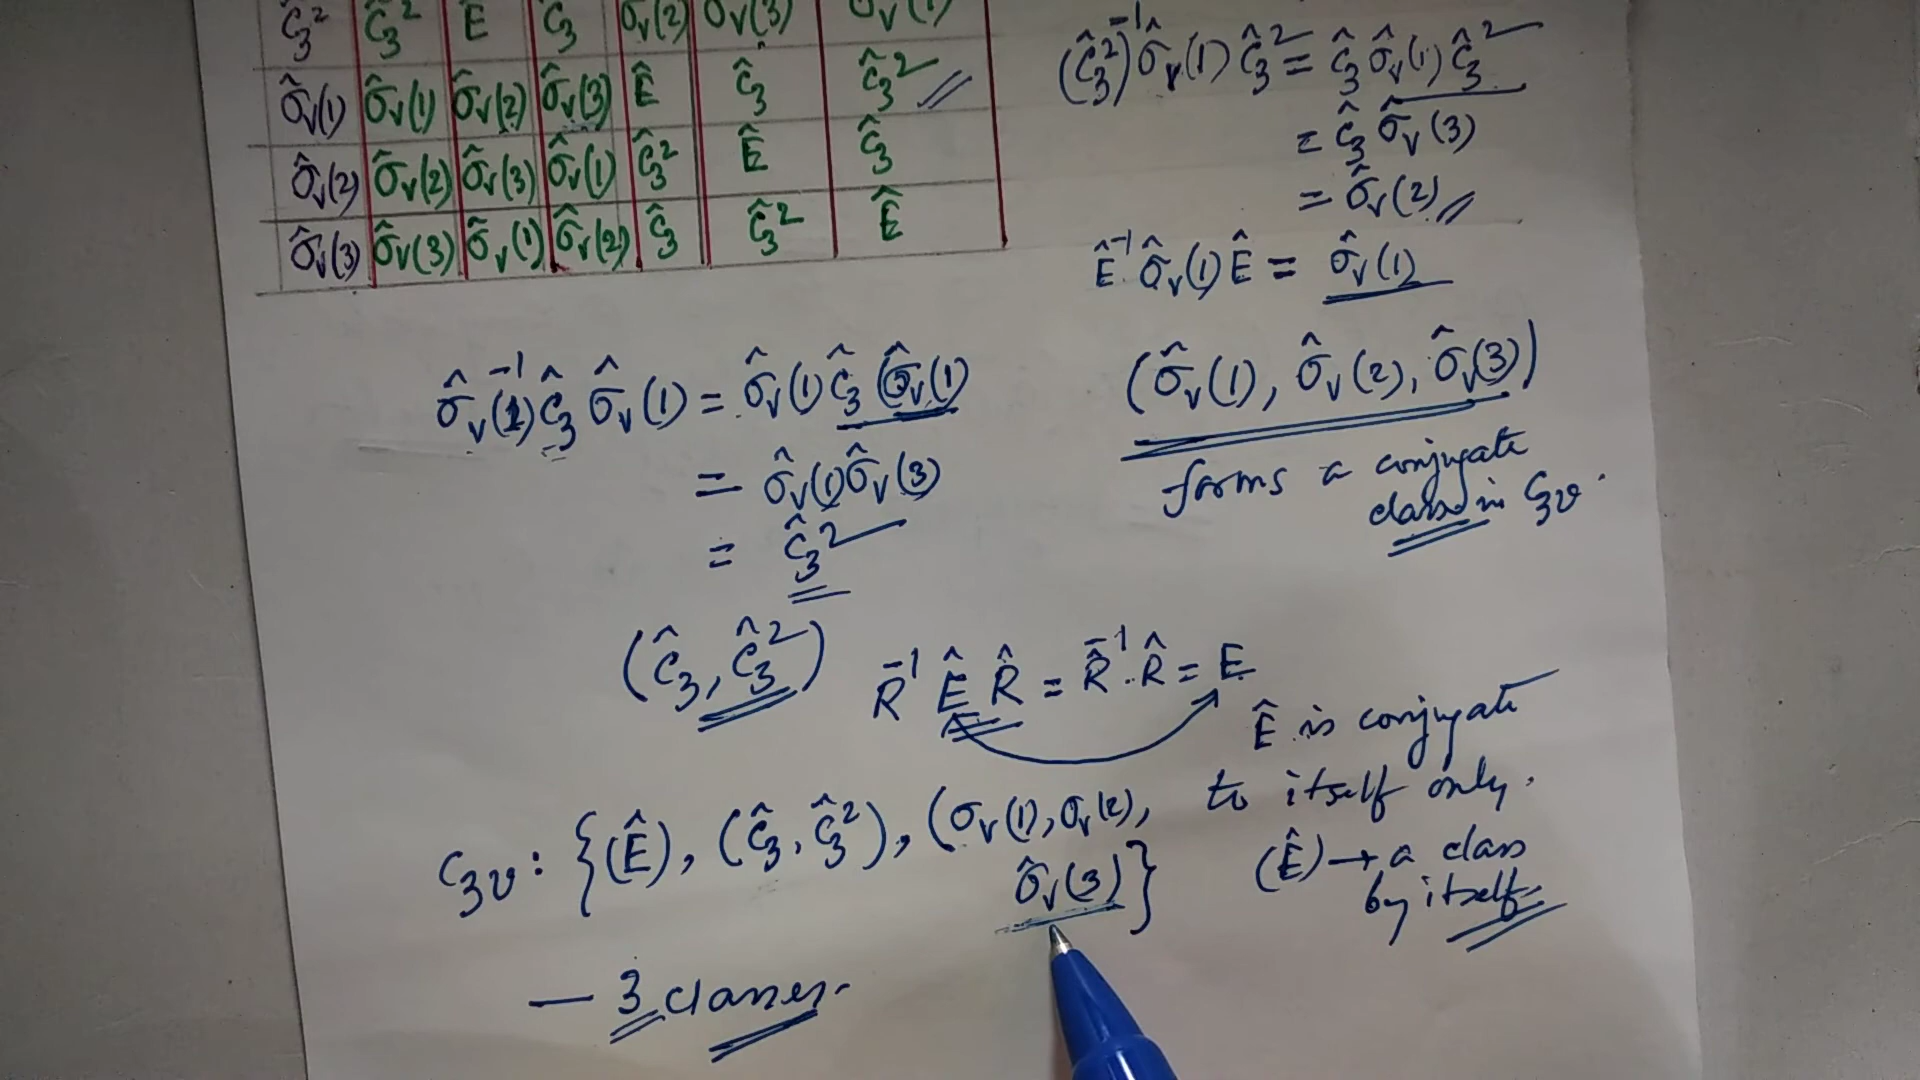 Ĉ₃² Ĉ₃² Ê Ĉ₃ σ̂ᵥ(2) σ̂ᵥ(3) σ̂ᵥ(1)
σ̂ᵥ(1) σ̂ᵥ(1) σ̂ᵥ(2) σ̂ᵥ(3) Ê Ĉ₃ Ĉ₃²
σ̂ᵥ(2) σ̂ᵥ(2) σ̂ᵥ(3) σ̂ᵥ(1) Ĉ₃² Ê Ĉ₃
σ̂ᵥ(3) σ̂ᵥ(3) σ̂ᵥ(1) σ̂ᵥ(2) Ĉ₃ Ĉ₃² Ê
(Ĉ₃²)⁻¹ σ̂ᵥ(1) Ĉ₃² = Ĉ₃ σ̂ᵥ(1) Ĉ₃²
= Ĉ₃ σ̂ᵥ(3)
= σ̂ᵥ(2)
Ê⁻¹ σ̂ᵥ(1) Ê = σ̂ᵥ(1)
(σ̂ᵥ(1), σ̂ᵥ(2), σ̂ᵥ(3))
forms a conjugate
class in C₃ᵥ.
σ̂ᵥ(1)⁻¹ Ĉ₃ σ̂ᵥ(1) = σ̂ᵥ(1) Ĉ₃ σ̂ᵥ(1)
= σ̂ᵥ(1) σ̂ᵥ(3)
= Ĉ₃²
(Ĉ₃, Ĉ₃²)
R⁻¹ Ê R̂ = R̂⁻¹·R̂ = E
Ê is conjugate
to itself only.
(Ê) → a class
by itself
C₃ᵥ: {(Ê), (Ĉ₃, Ĉ₃²), (σᵥ(1), σᵥ(2),
σ̂ᵥ(3)}
— 3 classes.